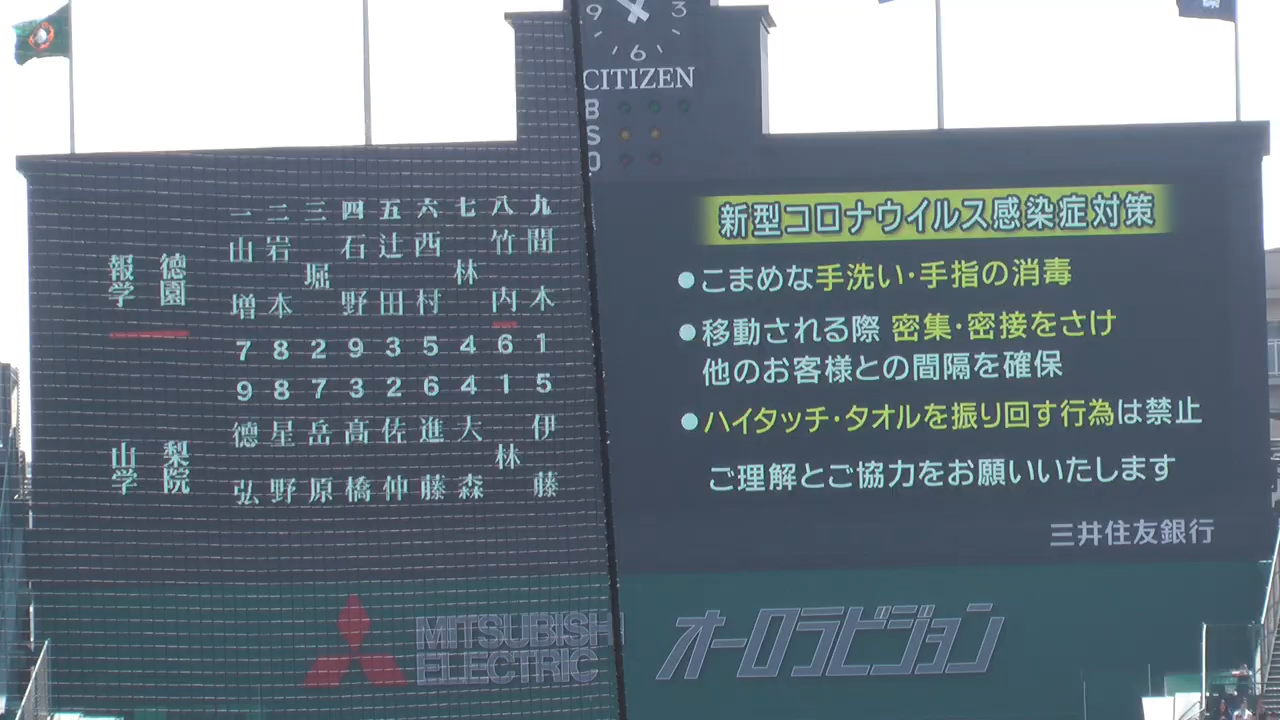 9 3
6
CITIZEN
B
S
O
一 二 三 四 五 六 七 八 九
報徳学園
山増 岩本 堀 石野 辻田 西村 林 竹内 間木
7 8 2 9 3 5 4 6 1
9 8 7 3 2 6 4 1 5
山梨学院
徳弘 星野 岳原 髙橋 佐仲 進藤 大森 林 伊藤
MITSUBISHI
ELECTRIC
新型コロナウイルス感染症対策
●こまめな手洗い・手指の消毒
●移動される際 密集・密接をさけ
他のお客様との間隔を確保
●ハイタッチ・タオルを振り回す行為は禁止
ご理解とご協力をお願いいたします
三井住友銀行
オーロラビジョン